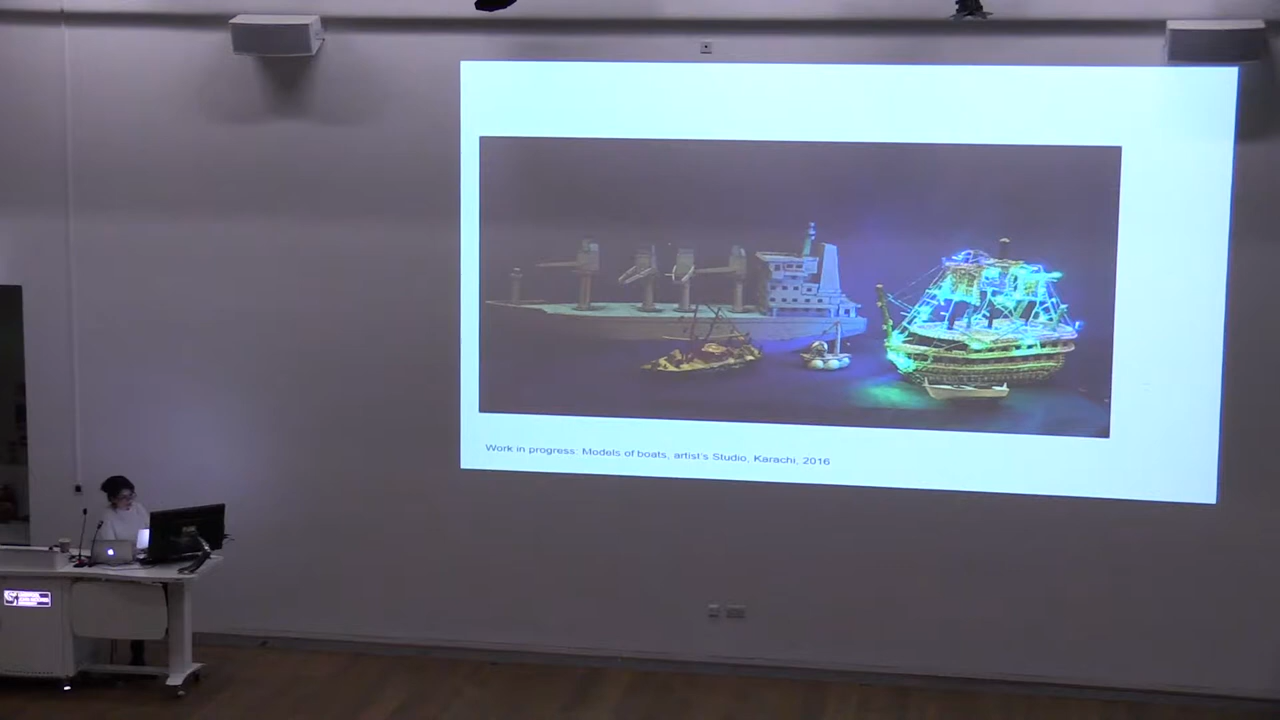 Work in progress: Models of boats, artist's Studio, Karachi, 2016